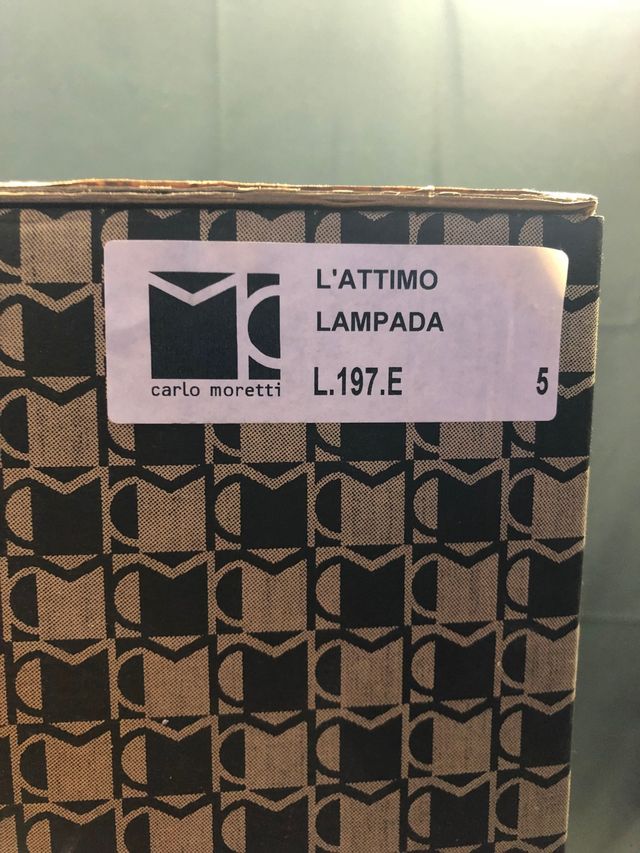 L'ATTIMO
LAMPADA
L.197.E 5
carlo moretti